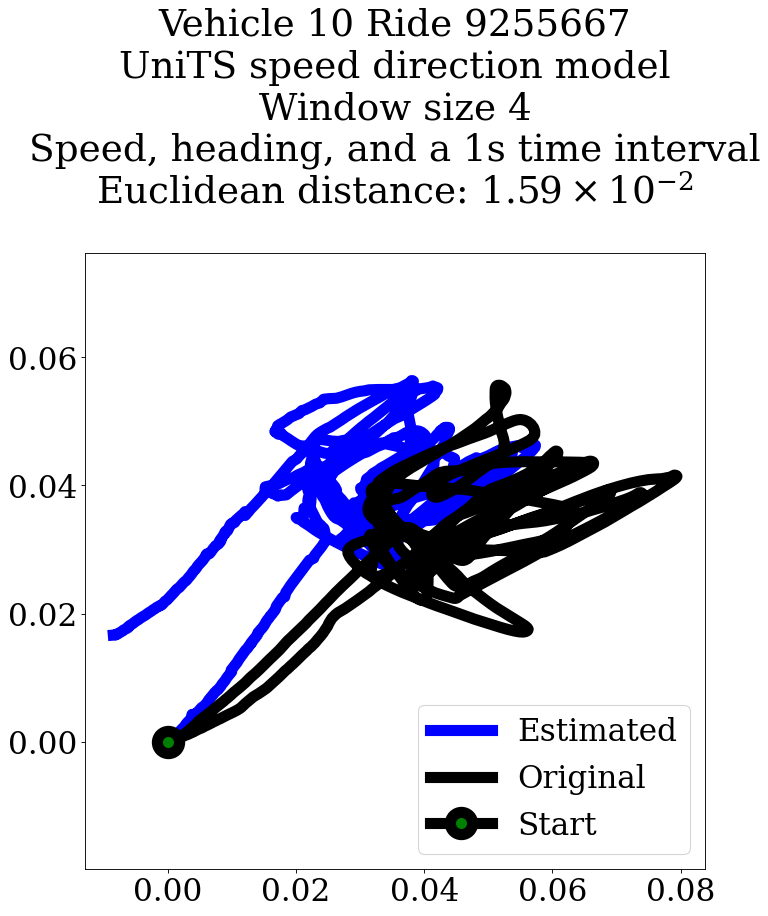 Vehicle 10 Ride 9255667
UniTS speed direction model
Window size 4
Speed, heading, and a 1s time interval
Euclidean distance: 1.59 × 10⁻²
0.06
0.04
0.02
0.00
Estimated
Original
Start
0.00 0.02 0.04 0.06 0.08